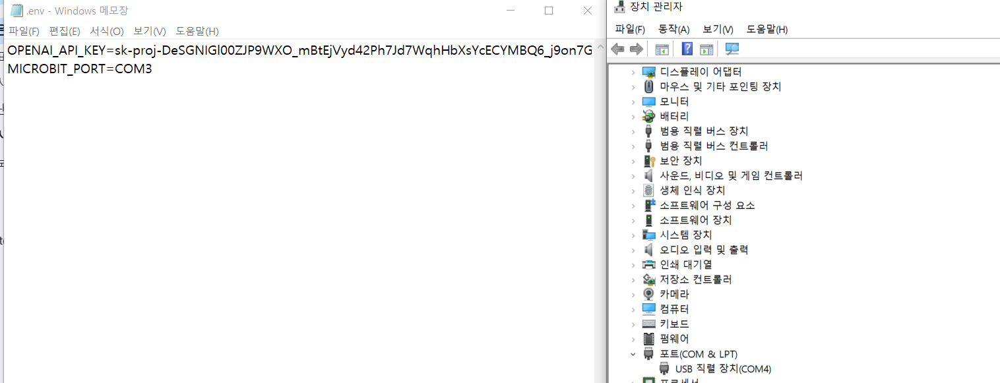 .env - Windows 메모장
파일(F) 편집(E) 서식(O) 보기(V) 도움말(H)
OPENAI_API_KEY=sk-proj-DeSGNIGl00ZJP9WXO_mBtEjVyd42Ph7Jd7WqhHbXsYcECYMBQ6_j9on7G
MICROBIT_PORT=COM3
장치 관리자
파일(F) 동작(A) 보기(V) 도움말(H)
디스플레이 어댑터
마우스 및 기타 포인팅 장치
모니터
배터리
범용 직렬 버스 장치
범용 직렬 버스 컨트롤러
보안 장치
사운드, 비디오 및 게임 컨트롤러
생체 인식 장치
소프트웨어 구성 요소
소프트웨어 장치
시스템 장치
오디오 입력 및 출력
인쇄 대기열
저장소 컨트롤러
카메라
컴퓨터
키보드
펌웨어
포트(COM & LPT)
USB 직렬 장치(COM4)